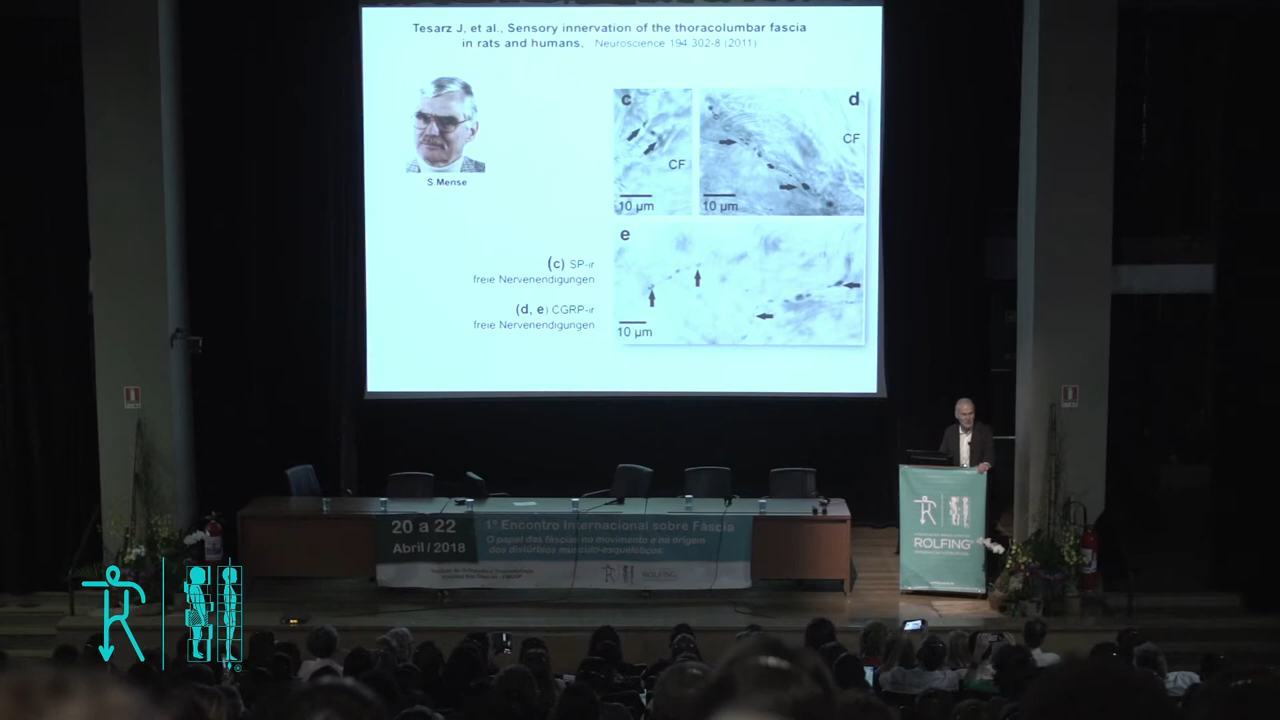 Tesarz J, et al., Sensory innervation of the thoracolumbar fascia
in rats and humans. Neuroscience 194:302-8 (2011)
c
CF
10 µm
d
CF
10 µm
S.Mense
e
10 µm
(c) SP-ir
freie Nervenendigungen
(d, e) CGRP-ir
freie Nervenendigungen
20 a 22
Abril / 2018
1º Encontro Internacional sobre Fáscia
O papel das fáscias no movimento e na origem
dos distúrbios músculo-esqueléticos.
ROLFING
ROLFING